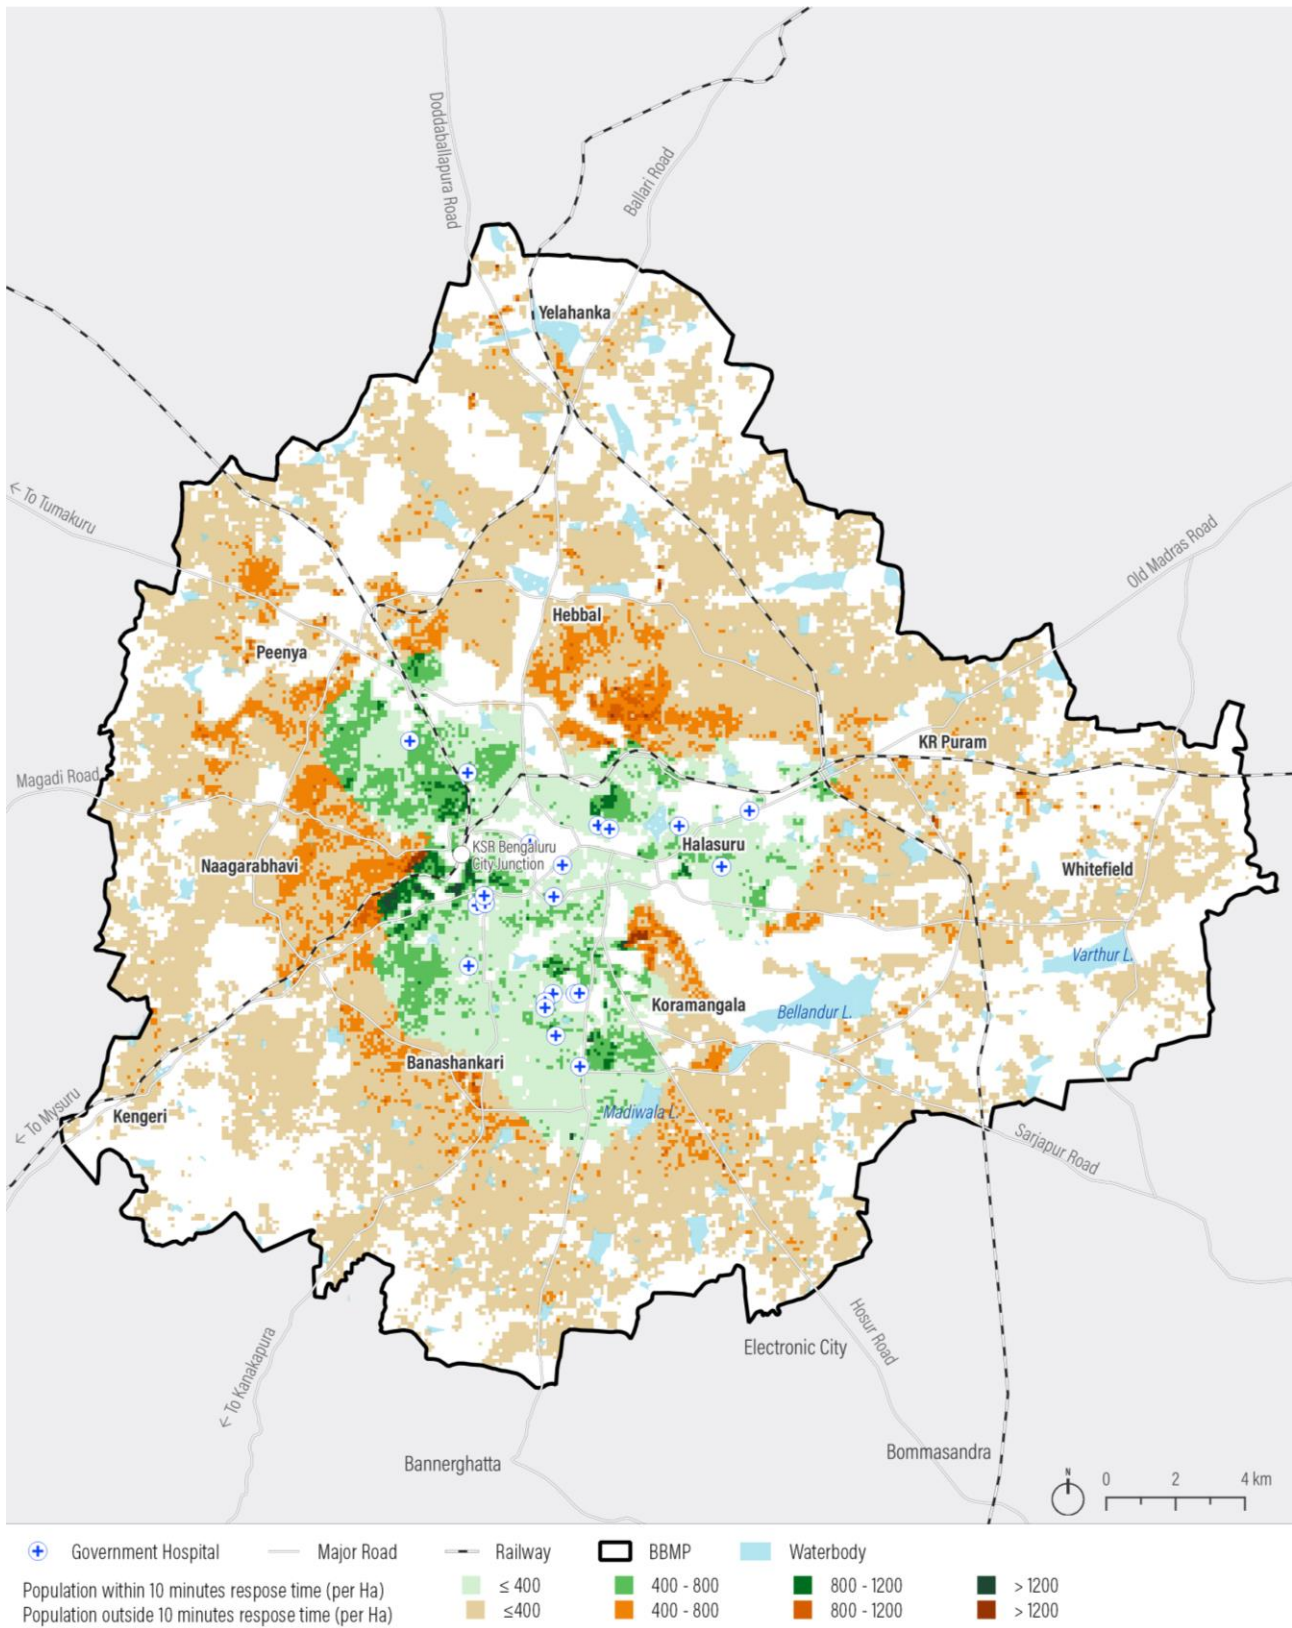 Doddaballapura Road
Ballari Road
Yelahanka
← To Tumakuru
Old Madras Road
Hebbal
Peenya
KR Puram
Magadi Road
KSR Bengaluru
City Junction
Halasuru
Naagarabhavi
Whitefield
Varthur L.
Koramangala
Bellandur L.
Banashankari
Madiwala L.
Kengeri
← To Mysuru
Sarjapur Road
Electronic City
Hosur Road
← To Kanakapura
Bannerghatta
Bommasandra
N
0 2 4 km
Government Hospital Major Road Railway BBMP Waterbody
Population within 10 minutes respose time (per Ha) ≤ 400 400 - 800 800 - 1200 > 1200
Population outside 10 minutes respose time (per Ha) ≤400 400 - 800 800 - 1200 > 1200